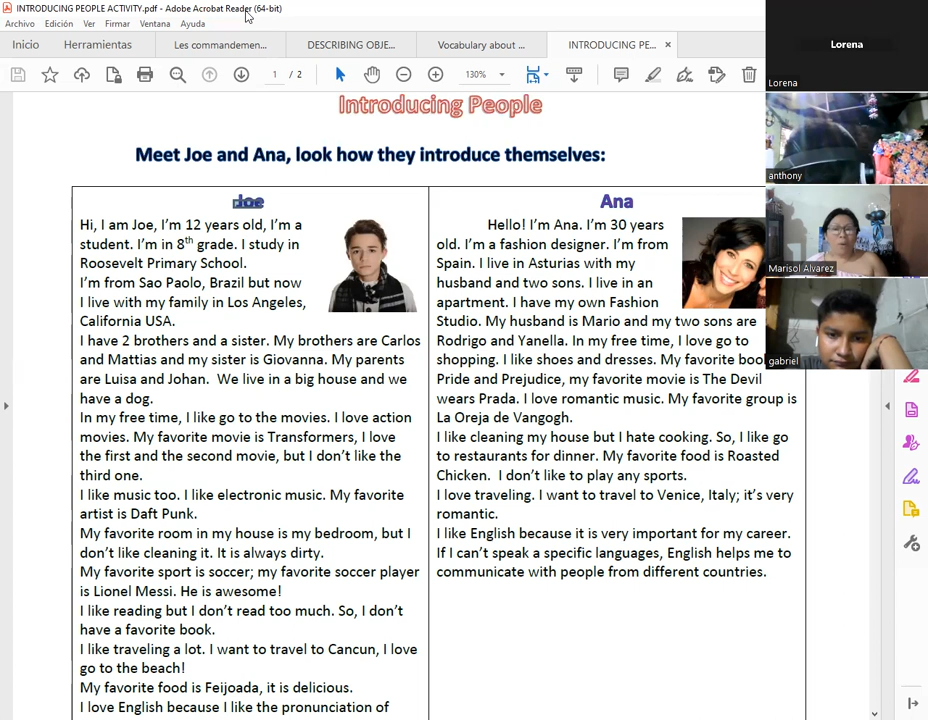 INTRODUCING PEOPLE ACTIVITY.pdf - Adobe Acrobat Reader (64-bit)
Archivo Edición Ver Firmar Ventana Ayuda
Inicio Herramientas Les commandemen... DESCRIBING OBJE... Vocabulary about ... INTRODUCING PE... ×
1 / 2 130%
Introducing People
Meet Joe and Ana, look how they introduce themselves:
Joe
Hi, I am Joe, I'm 12 years old, I'm a
student. I'm in 8th grade. I study in
Roosevelt Primary School.
I'm from Sao Paolo, Brazil but now
I live with my family in Los Angeles,
California USA.
I have 2 brothers and a sister. My brothers are Carlos
and Mattias and my sister is Giovanna. My parents
are Luisa and Johan. We live in a big house and we
have a dog.
In my free time, I like go to the movies. I love action
movies. My favorite movie is Transformers, I love
the first and the second movie, but I don't like the
third one.
I like music too. I like electronic music. My favorite
artist is Daft Punk.
My favorite room in my house is my bedroom, but I
don't like cleaning it. It is always dirty.
My favorite sport is soccer; my favorite soccer player
is Lionel Messi. He is awesome!
I like reading but I don't read too much. So, I don't
have a favorite book.
I like traveling a lot. I want to travel to Cancun, I love
go to the beach!
My favorite food is Feijoada, it is delicious.
I love English because I like the pronunciation of
Ana
Hello! I'm Ana. I'm 30 years
old. I'm a fashion designer. I'm from
Spain. I live in Asturias with my
husband and two sons. I live in an
apartment. I have my own Fashion
Studio. My husband is Mario and my two sons are
Rodrigo and Yanella. In my free time, I love go to
shopping. I like shoes and dresses. My favorite
Pride and Prejudice, my favorite movie is The Devil
wears Prada. I love romantic music. My favorite group is
La Oreja de Vangogh.
I like cleaning my house but I hate cooking. So, I like go
to restaurants for dinner. My favorite food is Roasted
Chicken. I don't like to play any sports.
I love traveling. I want to travel to Venice, Italy; it's very
romantic.
I like English because it is very important for my career.
If I can't speak a specific languages, English helps me to
communicate with people from different countries.
Lorena
Lorena
anthony
Marisol Alvarez
gabriel